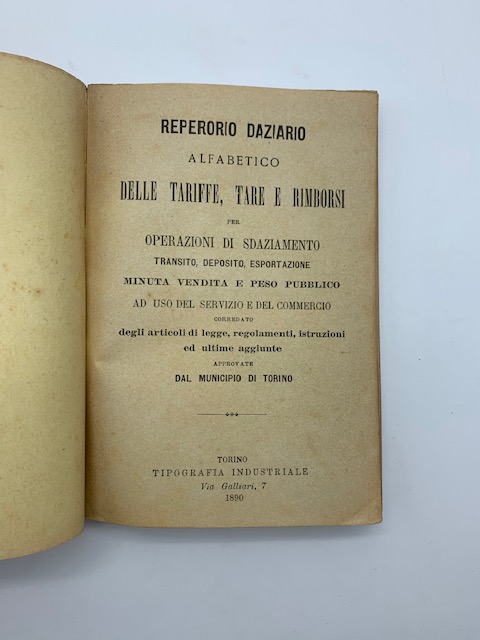 REPERORIO DAZIARIO
ALFABETICO
DELLE TARIFFE, TARE E RIMBORSI
PER
OPERAZIONI DI SDAZIAMENTO
TRANSITO, DEPOSITO, ESPORTAZIONE
MINUTA VENDITA E PESO PUBBLICO
AD USO DEL SERVIZIO E DEL COMMERCIO
CORREDATO
degli articoli di legge, regolamenti, istruzioni
ed ultime aggiunte
APPROVATE
DAL MUNICIPIO DI TORINO
TORINO
TIPOGRAFIA INDUSTRIALE
Via Galliari, 7
1890